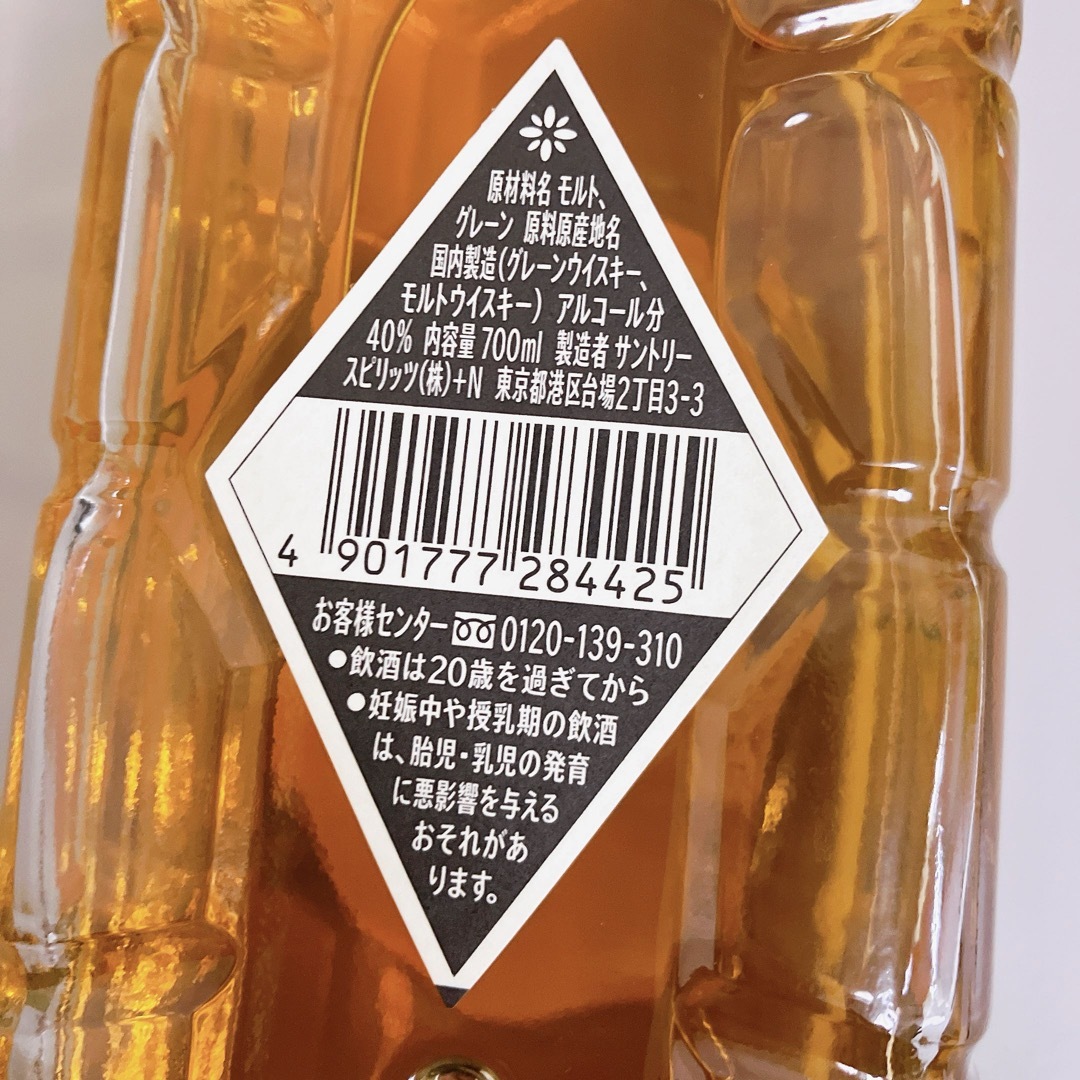 原材料名 モルト、
グレーン 原料原産地名
国内製造(グレーンウイスキー、
モルトウイスキー) アルコール分
40% 内容量 700ml 製造者 サントリー
スピリッツ(株)+N 東京都港区台場2丁目3-3
4 901777 284425
お客様センター 0120-139-310
●飲酒は20歳を過ぎてから
●妊娠中や授乳期の飲酒
は、胎児・乳児の発育
に悪影響を与える
おそれがあ
ります。